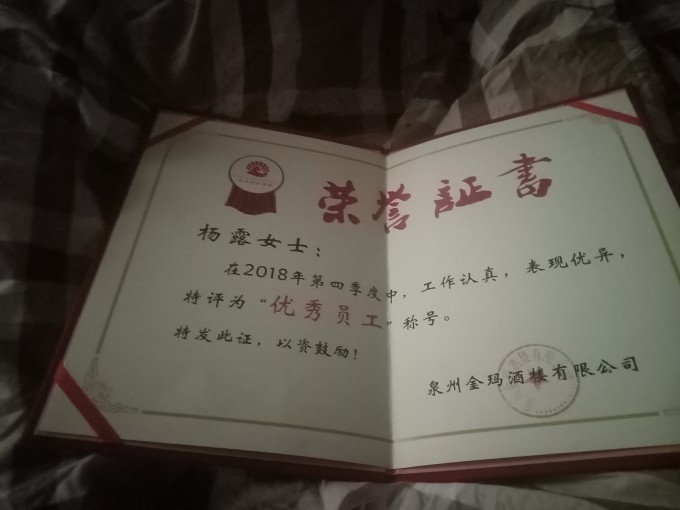 荣誉証書
杨露女士：
在2018年第四季度中，工作认真，表现优异，
特评为“优秀员工”称号。
特发此证，以资鼓励！
泉州金玛酒楼有限公司